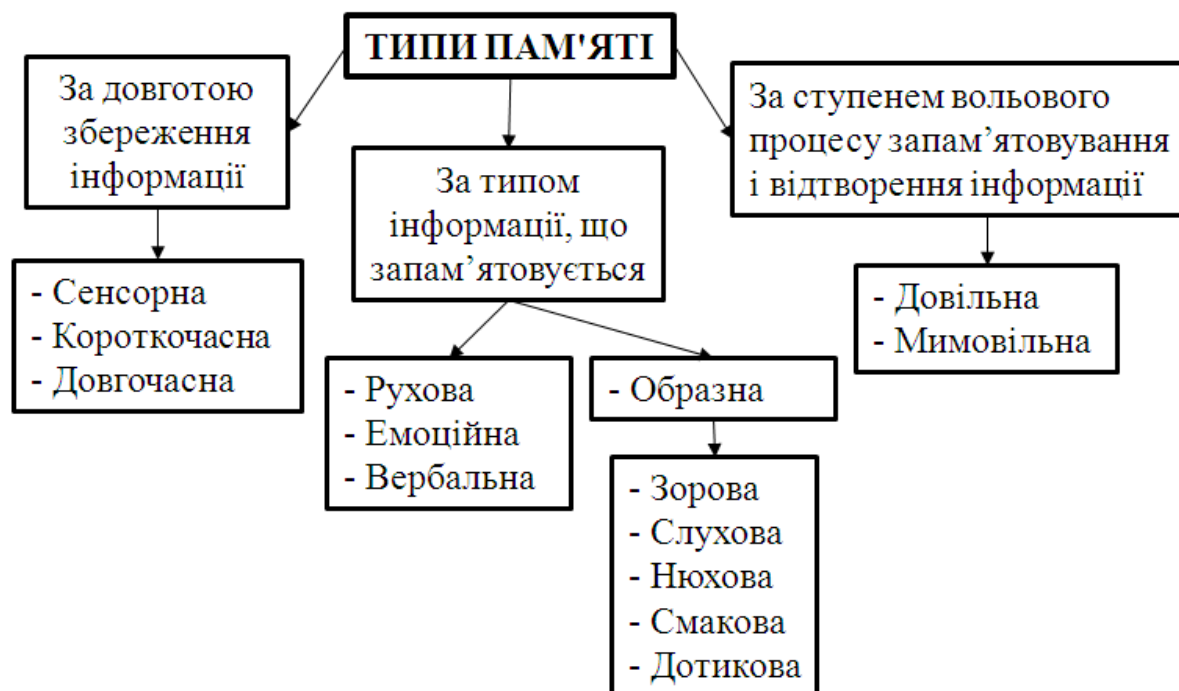 ТИПИ ПАМ'ЯТІ
За довготою
збереження
інформації
- Сенсорна
- Короткочасна
- Довгочасна
За типом
інформації, що
запам’ятовується
- Рухова
- Емоційна
- Вербальна
- Образна
- Зорова
- Слухова
- Нюхова
- Смакова
- Дотикова
За ступенем вольового
процесу запам’ятовування
і відтворення інформації
- Довільна
- Мимовільна